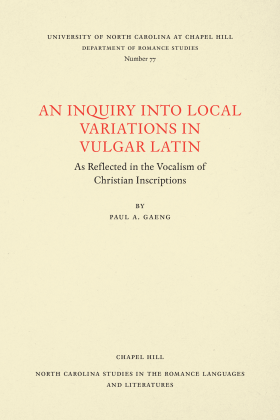 UNIVERSITY OF NORTH CAROLINA AT CHAPEL HILL
DEPARTMENT OF ROMANCE STUDIES
Number 77
AN INQUIRY INTO LOCAL
VARIATIONS IN
VULGAR LATIN
As Reflected in the Vocalism of
Christian Inscriptions
BY
PAUL A. GAENG
CHAPEL HILL
NORTH CAROLINA STUDIES IN THE ROMANCE LANGUAGES
AND LITERATURES